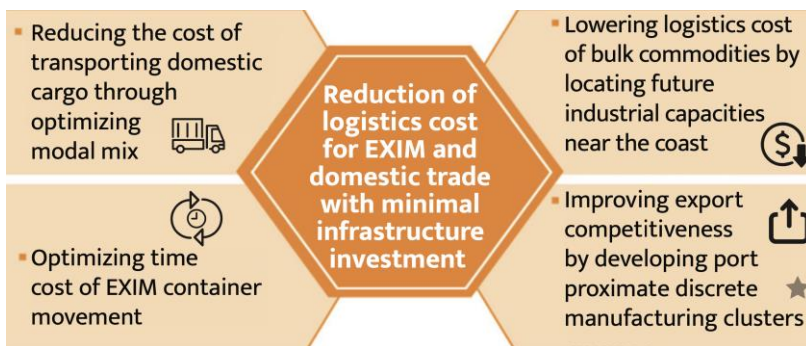 ▪ Reducing the cost of
transporting domestic
cargo through
optimizing
modal mix
▪ Optimizing time
cost of EXIM container
movement
Reduction of
logistics cost
for EXIM and
domestic trade
with minimal
infrastructure
investment
▪ Lowering logistics cost
of bulk commodities by
locating future
industrial capacities
near the coast
$
▪ Improving export
competitiveness
by developing port
proximate discrete
manufacturing clusters